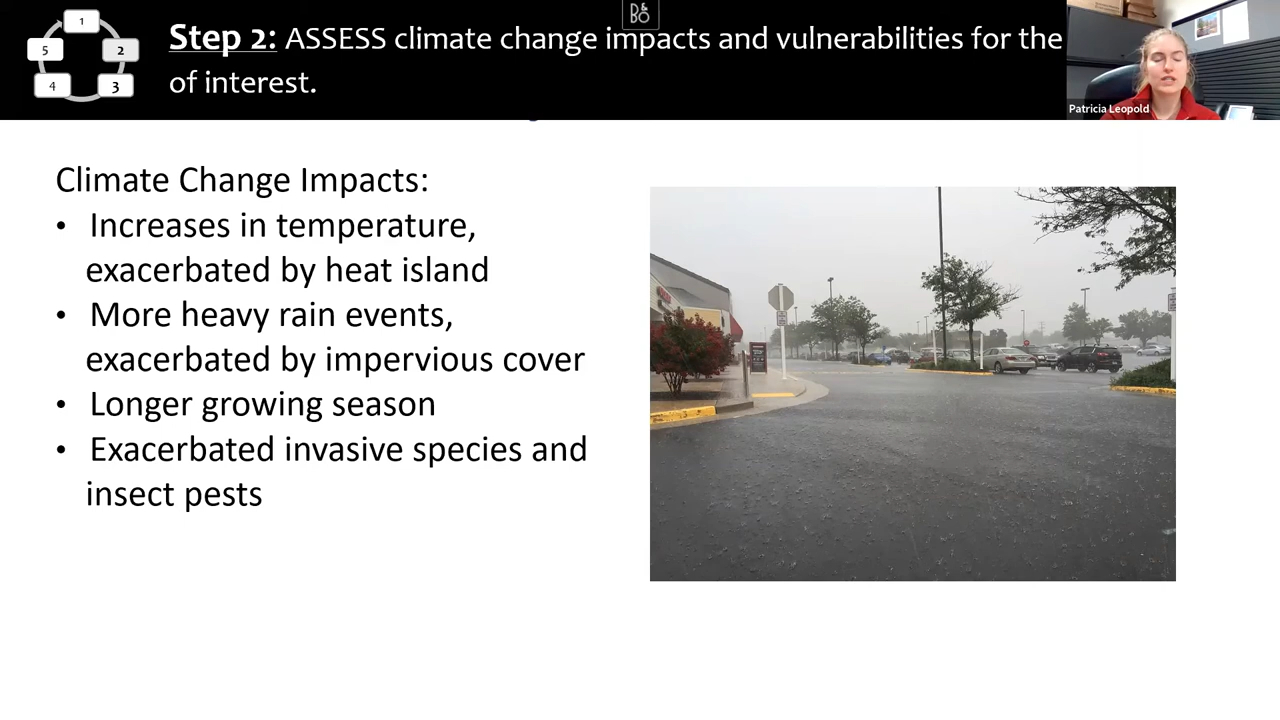 1
5
2
4
3
Step 2: ASSESS climate change impacts and vulnerabilities for the
of interest.
Patricia Leopold
Climate Change Impacts:
• Increases in temperature,
exacerbated by heat island
• More heavy rain events,
exacerbated by impervious cover
• Longer growing season
• Exacerbated invasive species and
insect pests